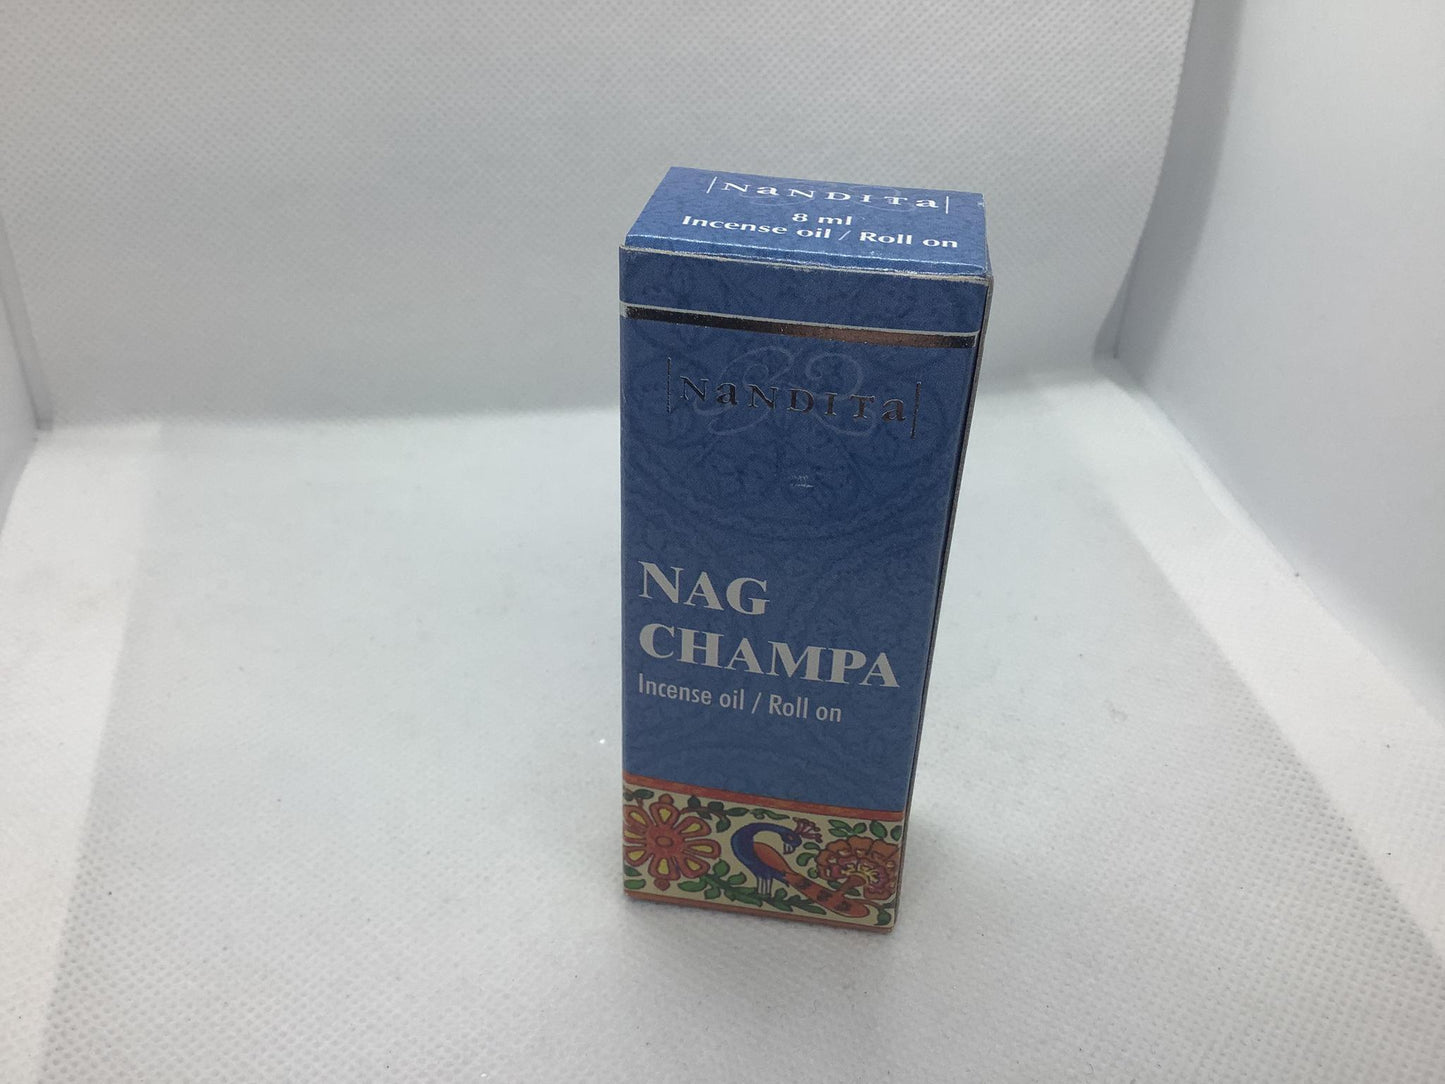 |NaNDITa|
8 ml
Incense oil / Roll on
|NaNDITa|
NAG
CHAMPA
Incense oil / Roll on